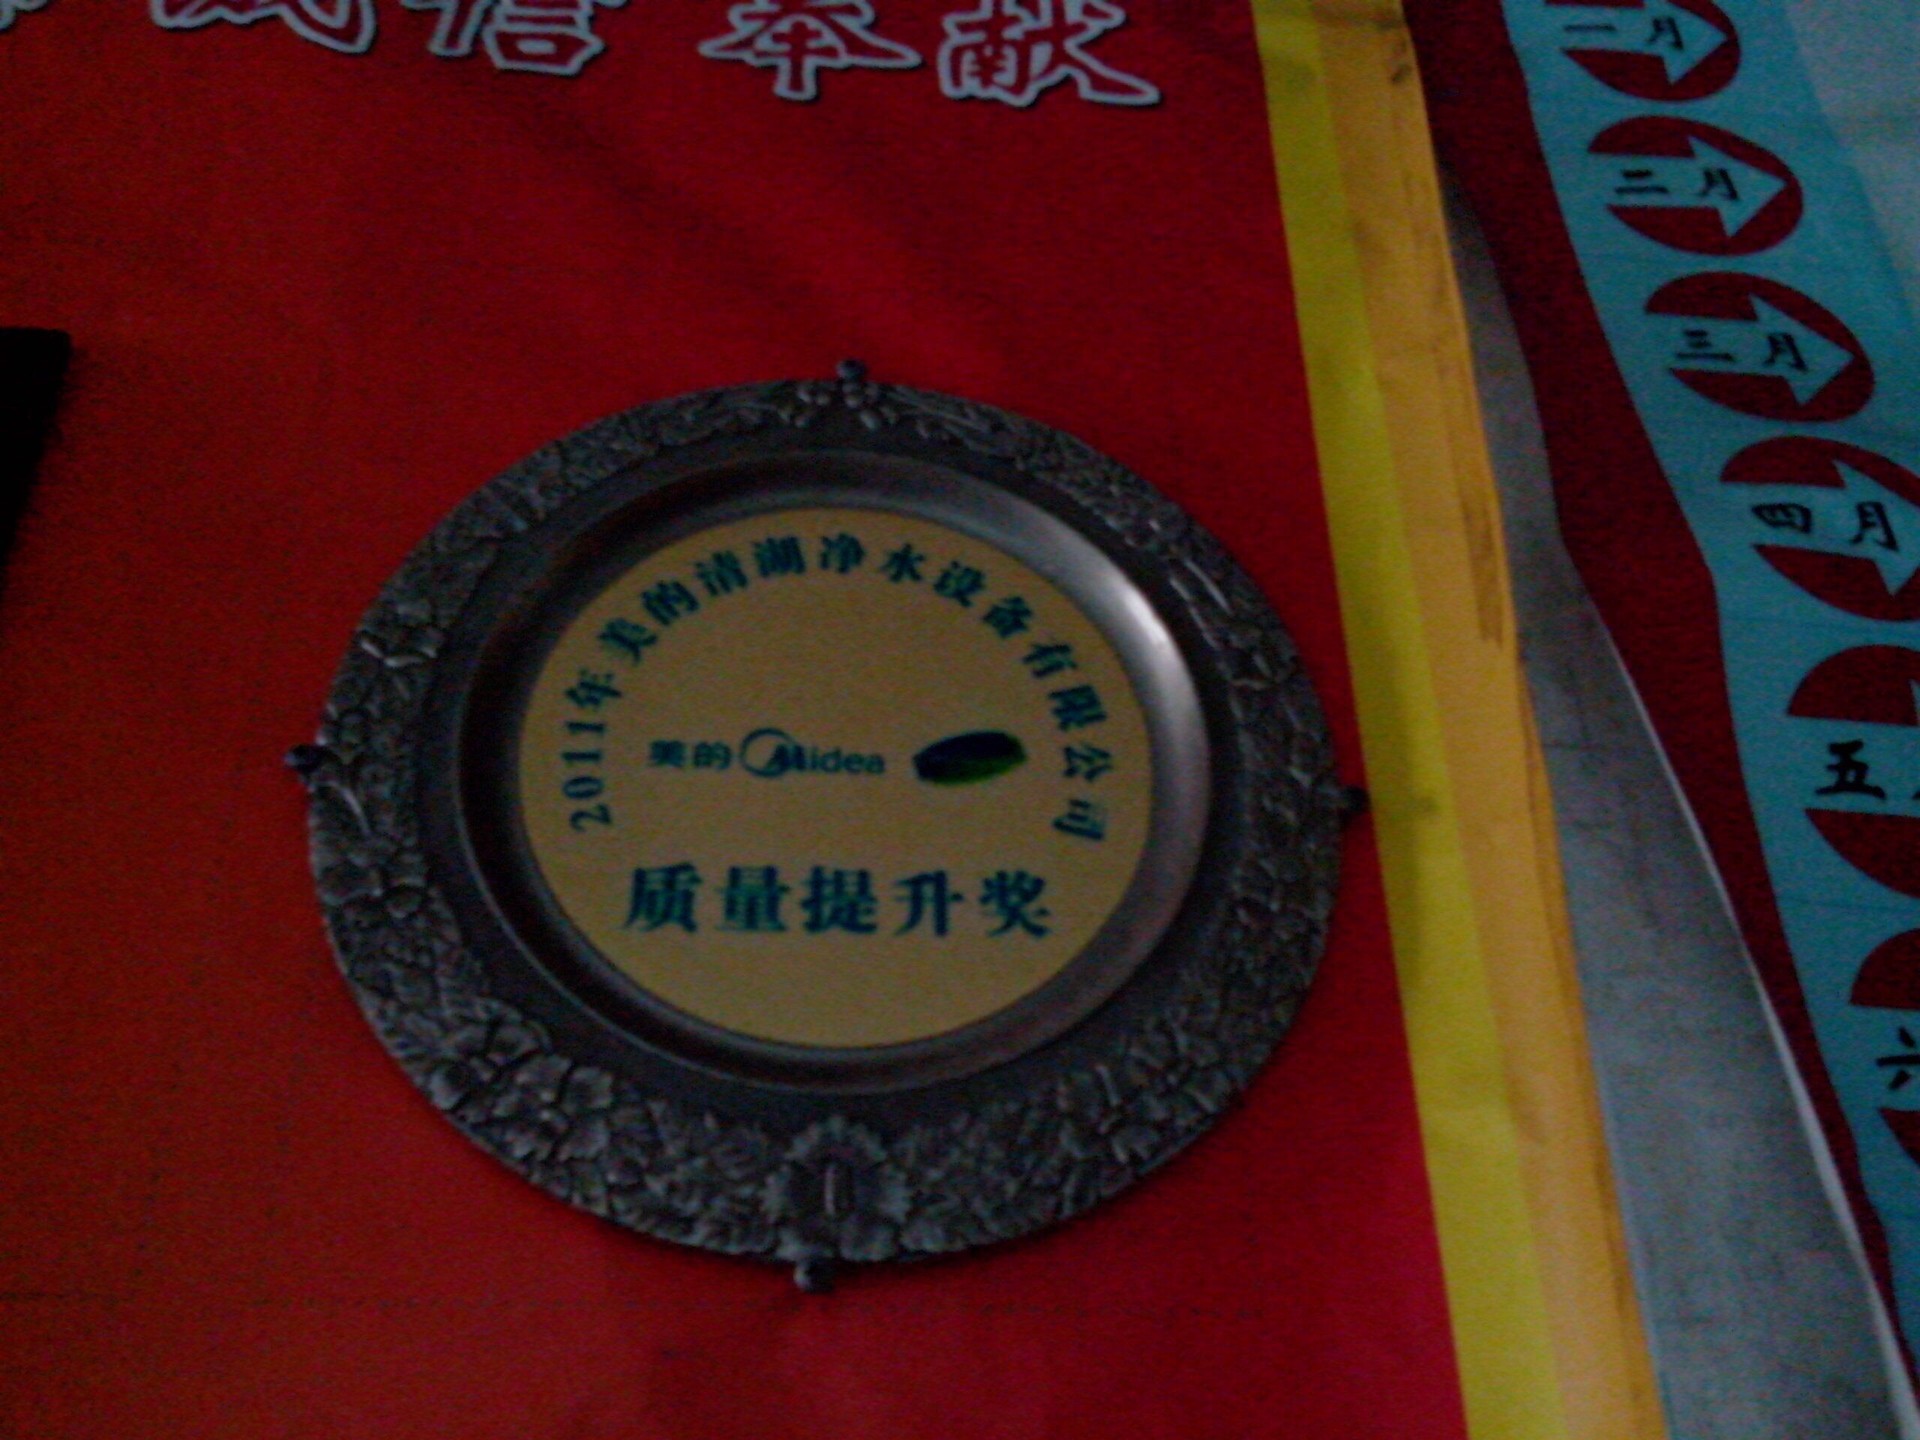 诚信 奉献
2011年美的清湖净水设备有限公司
美的 Midea
质量提升奖
一月
二月
三月
四月
五
六